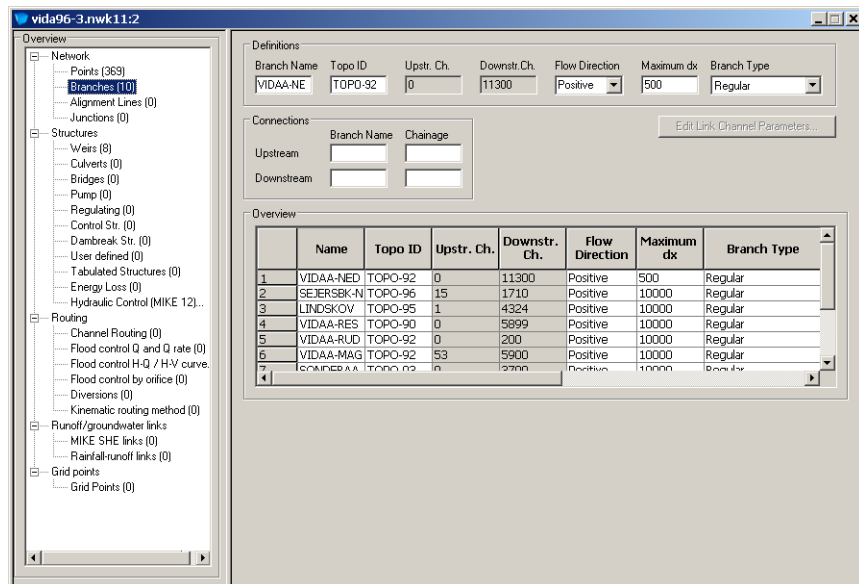 vida96-3.nwk11:2
Overview
Network
Points (369)
Branches (10)
Alignment Lines (0)
Junctions (0)
Structures
Weirs (8)
Culverts (0)
Bridges (0)
Pump (0)
Regulating (0)
Control Str. (0)
Dambreak Str. (0)
User defined (0)
Tabulated Structures (0)
Energy Loss (0)
Hydraulic Control (MIKE 12)...
Routing
Channel Routing (0)
Flood control Q and Q rate (0)
Flood control H-Q / H-V curve.
Flood control by orifice (0)
Diversions (0)
Kinematic routing method (0)
Runoff/groundwater links
MIKE SHE links (0)
Rainfall-runoff links (0)
Grid points
Grid Points (0)
Definitions
Branch Name Topo ID Upstr. Ch. Downstr.Ch. Flow Direction Maximum dx Branch Type
VIDAA-NE TOPO-92 0 11300 Positive 500 Regular
Connections
Branch Name Chainage
Upstream
Downstream
Edit Link Channel Parameters...
Overview
Name Topo ID Upstr. Ch. Downstr. Ch. Flow Direction Maximum dx Branch Type
1 VIDAA-NED TOPO-92 0 11300 Positive 500 Regular
2 SEJERSBK-N TOPO-96 15 1710 Positive 10000 Regular
3 LINDSKOV TOPO-95 1 4324 Positive 10000 Regular
4 VIDAA-RES TOPO-90 0 5899 Positive 10000 Regular
5 VIDAA-RUD TOPO-92 0 200 Positive 10000 Regular
6 VIDAA-MAG TOPO-92 53 5900 Positive 10000 Regular
7 SONDERAA TOPO-93 0 3700 Positive 10000 Regular